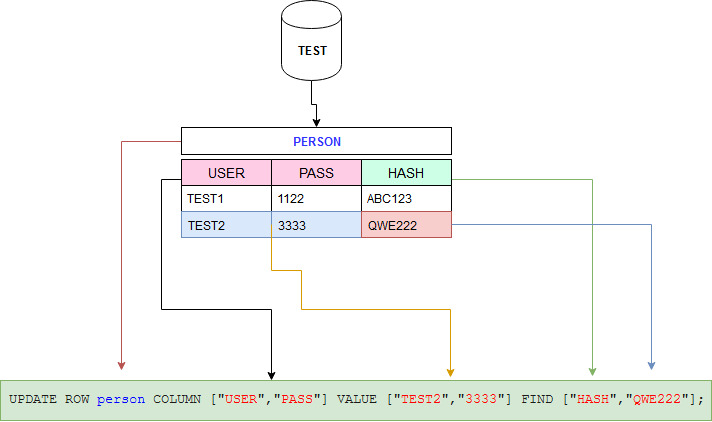 TEST
PERSON
USER PASS HASH
TEST1 1122 ABC123
TEST2 3333 QWE222
UPDATE ROW person COLUMN ["USER","PASS"] VALUE ["TEST2","3333"] FIND ["HASH","QWE222"];